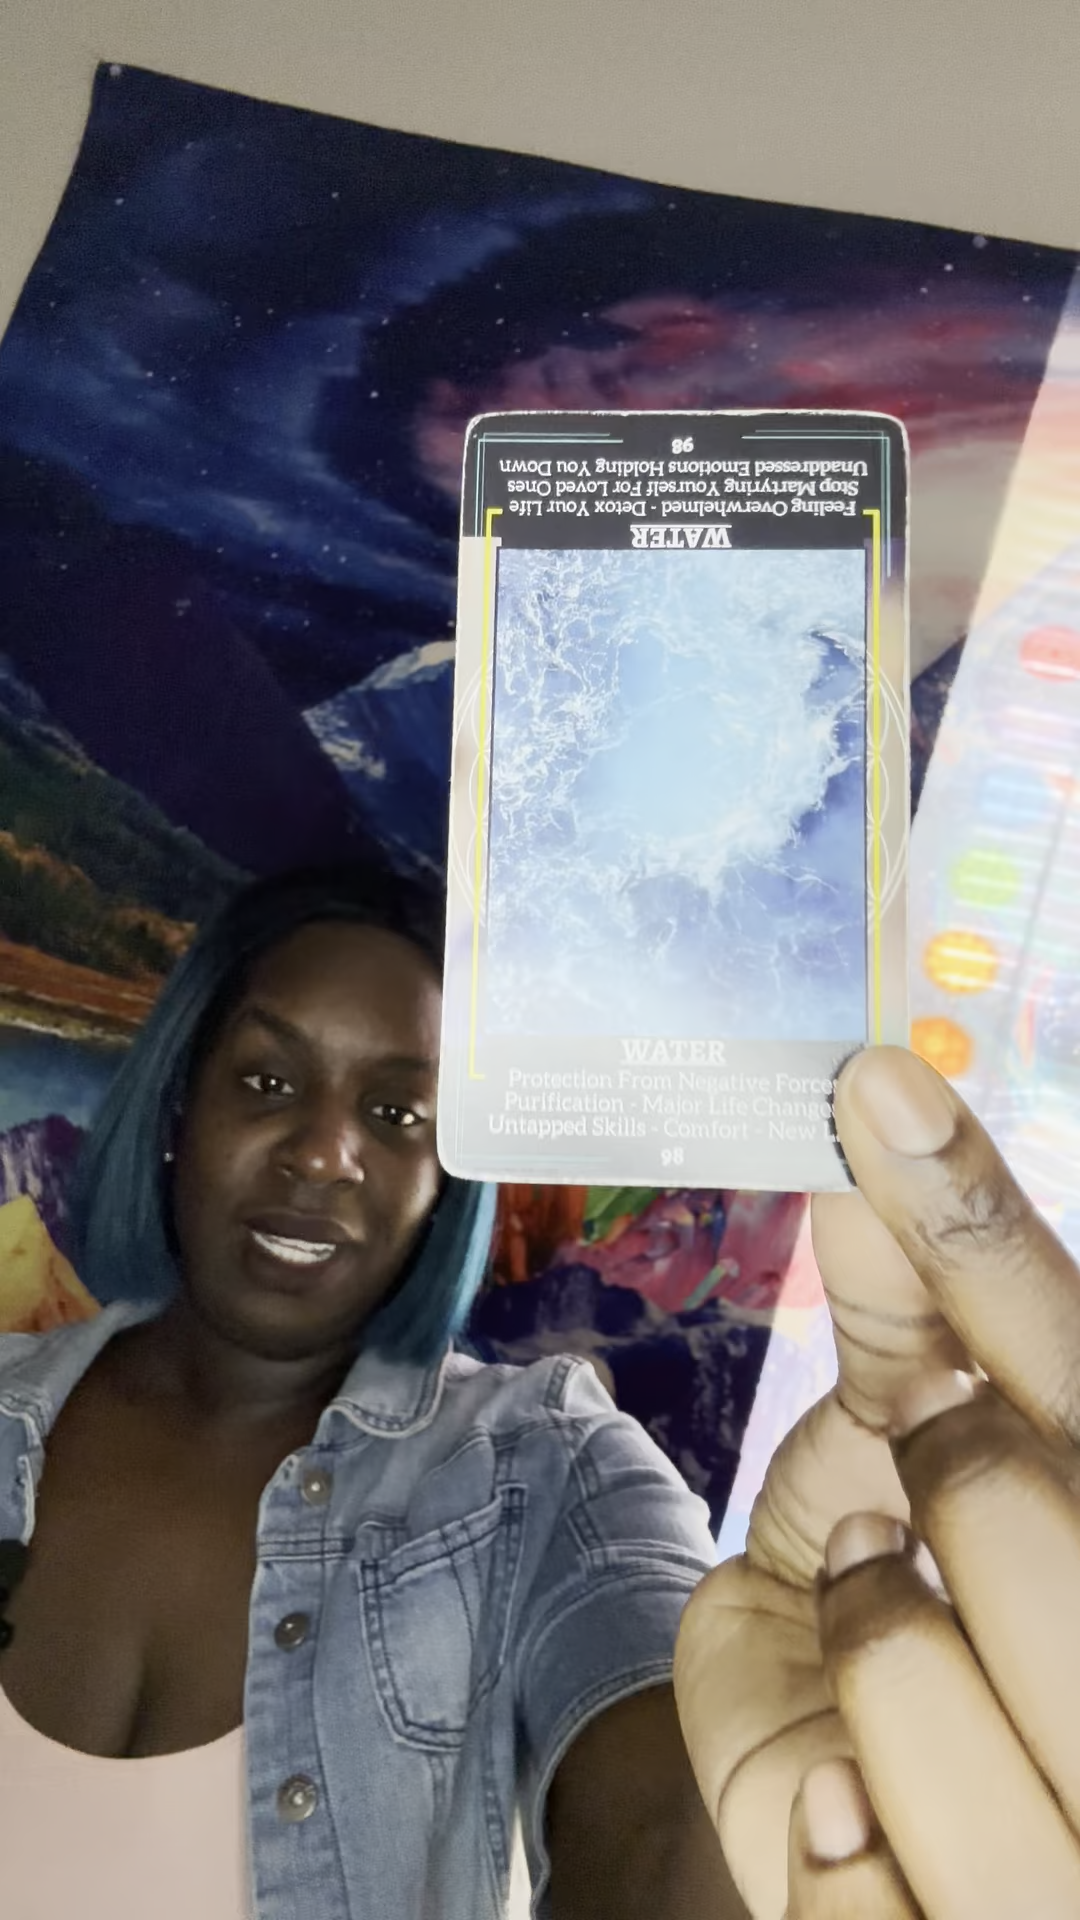 98
Unaddressed Emotions Holding You Down
Stop Martyring Yourself For Loved Ones
Feeling Overwhelmed - Detox Your Life
WATER
WATER
Protection From Negative Forces
Purification - Major Life Changes
Untapped Skills - Comfort - New
98